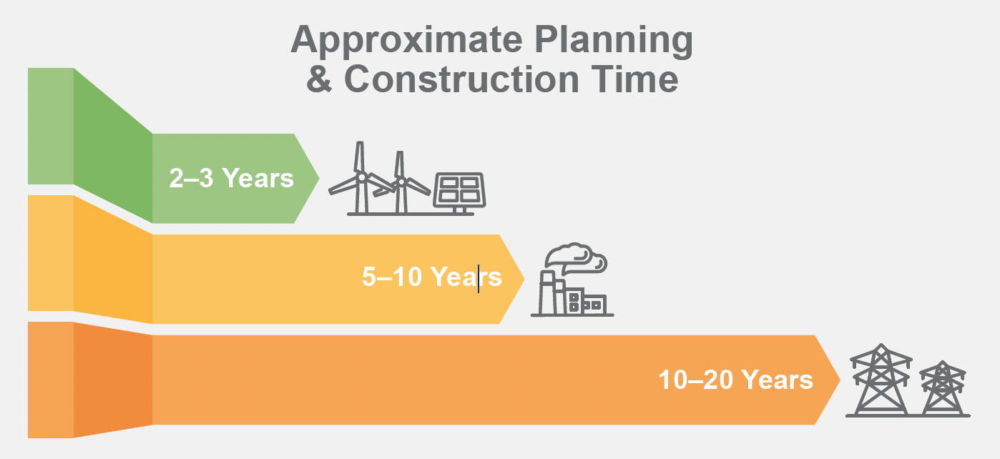 Approximate Planning
& Construction Time
2–3 Years
5–10 Years
10–20 Years